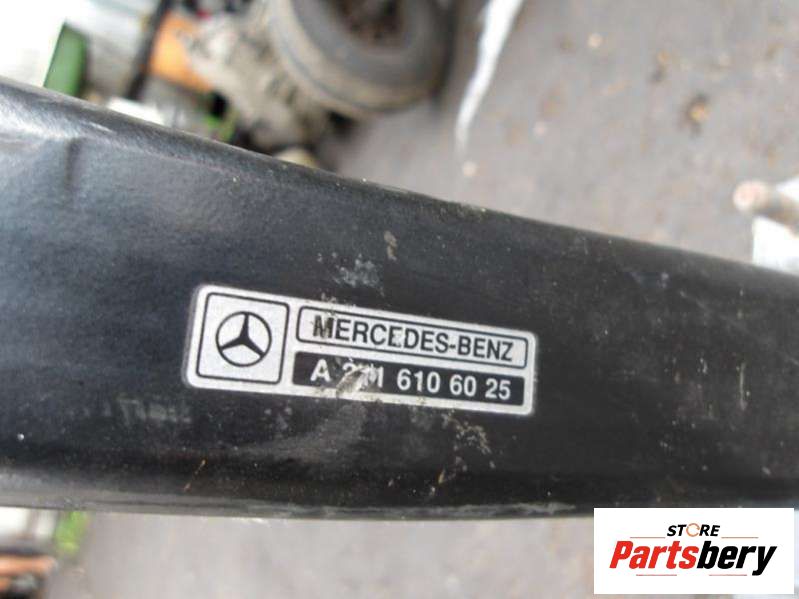 MERCEDES-BENZ
A 610 60 25
STORE
Partsbery